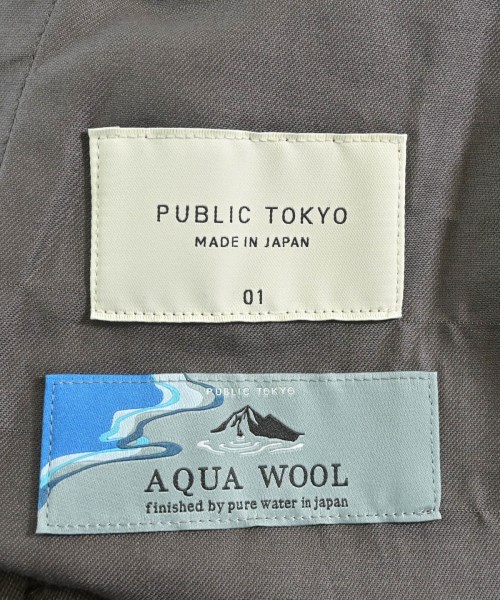 PUBLIC TOKYO
MADE IN JAPAN
01
PUBLIC TOKYO
AQUA WOOL
finished by pure water in japan